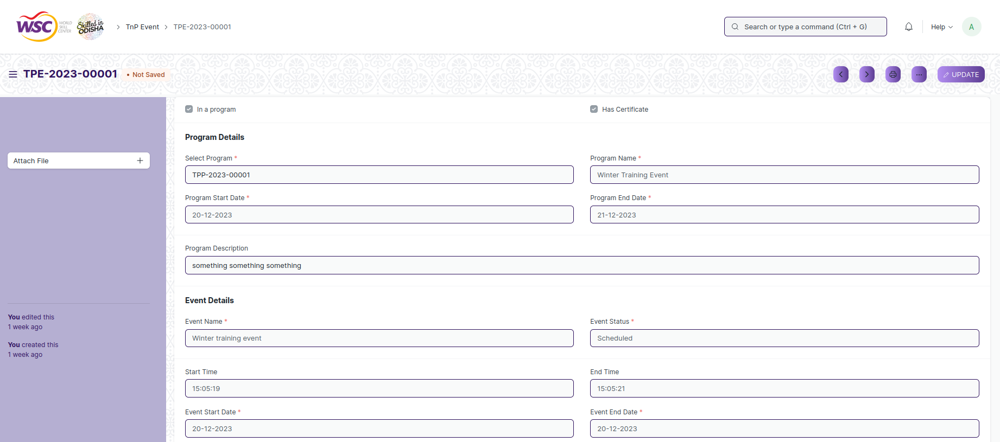 WSC WORLD SKILL CENTER
Skilled in ODISHA
TnP Event
TPE-2023-00001
Search or type a command (Ctrl + G)
Help
A
TPE-2023-00001
• Not Saved
...
UPDATE
In a program
Has Certificate
Attach File
Program Details
Select Program *
Program Name *
TPP-2023-00001
Winter Training Event
Program Start Date *
Program End Date *
20-12-2023
21-12-2023
Program Description
something something something
Event Details
Event Name *
Event Status *
Winter training event
Scheduled
You edited this
1 week ago
You created this
1 week ago
Start Time
End Time
15:05:19
15:05:21
Event Start Date *
Event End Date *
20-12-2023
20-12-2023